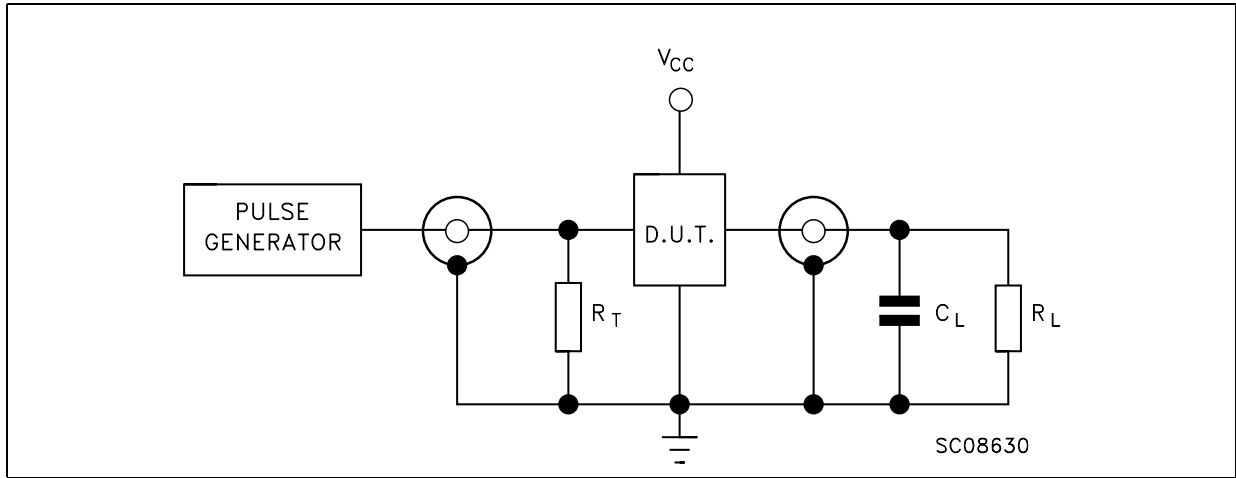 VCC
PULSE
GENERATOR
D.U.T.
RT
CL
RL
SC08630